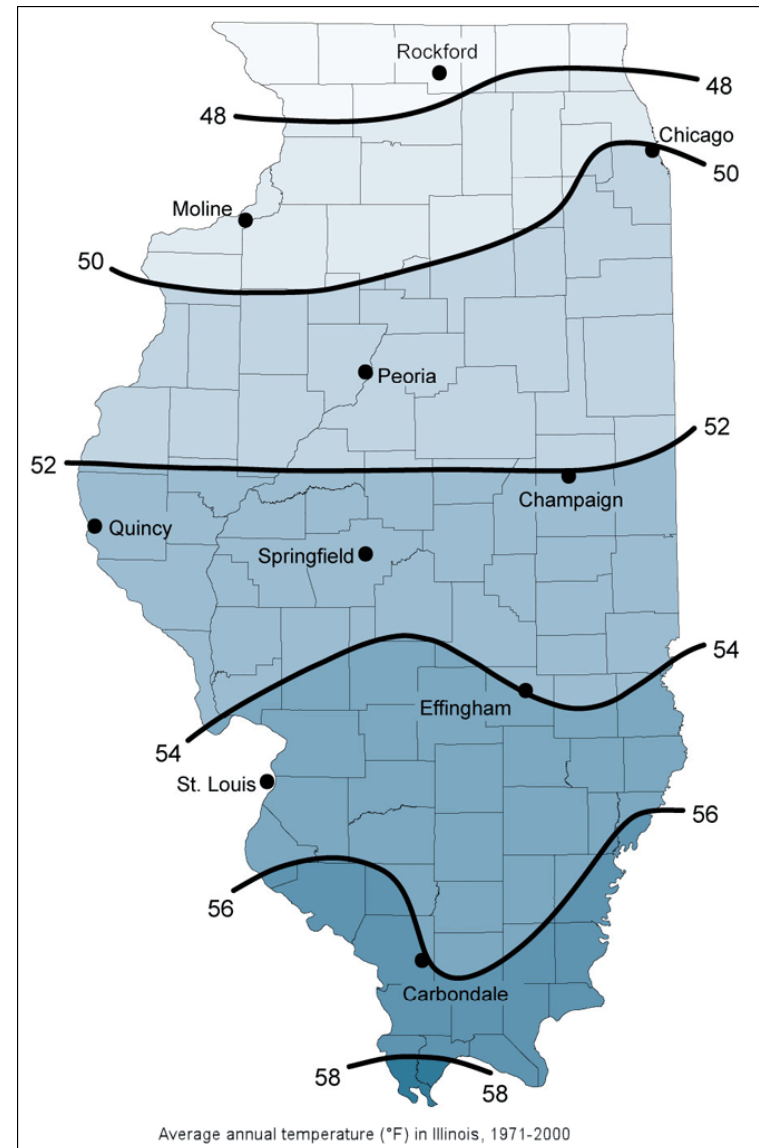 Rockford
48
48
Chicago
50
Moline
50
Peoria
52
52
Champaign
Quincy
Springfield
54
Effingham
54
St. Louis
56
56
Carbondale
58
58
Average annual temperature (°F) in Illinois, 1971-2000